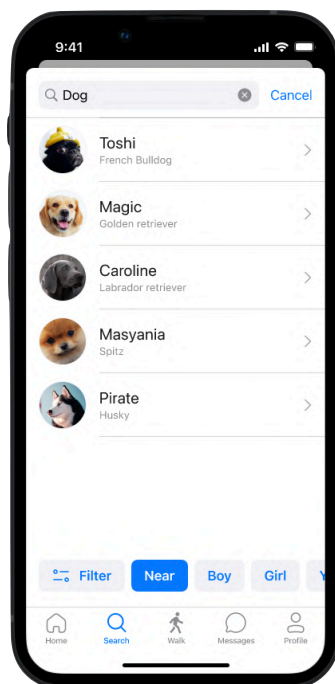 9:41
Dog
Cancel
Toshi
French Bulldog
Magic
Golden retriever
Caroline
Labrador retriever
Masyania
Spitz
Pirate
Husky
Filter
Near
Boy
Girl
Home
Search
Walk
Messages
Profile